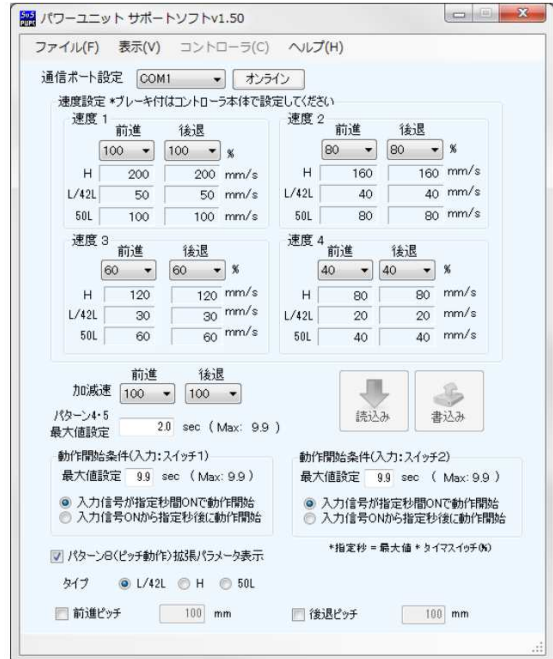 SUS PUPC パワーユニット サポートソフトv1.50
ファイル(F) 表示(V) コントローラ(C) ヘルプ(H)
通信ポート設定 COM1 オンライン
速度設定 *ブレーキ付はコントローラ本体で設定してください
速度 1
前進 後退
100 100 %
H 200 200 mm/s
L/42L 50 50 mm/s
50L 100 100 mm/s
速度 2
前進 後退
80 80 %
H 160 160 mm/s
L/42L 40 40 mm/s
50L 80 80 mm/s
速度 3
前進 後退
60 60 %
H 120 120 mm/s
L/42L 30 30 mm/s
50L 60 60 mm/s
速度 4
前進 後退
40 40 %
H 80 80 mm/s
L/42L 20 20 mm/s
50L 40 40 mm/s
前進 後退
加減速 100 100
読込み 書込み
パターン4・5
最大値設定 2.0 sec ( Max: 9.9 )
動作開始条件(入力:スイッチ1)
最大値設定 9.9 sec ( Max: 9.9 )
入力信号が指定秒間ONで動作開始
入力信号ONから指定秒後に動作開始
動作開始条件(入力:スイッチ2)
最大値設定 9.9 sec ( Max: 9.9 )
入力信号が指定秒間ONで動作開始
入力信号ONから指定秒後に動作開始
*指定秒 = 最大値 * タイマスイッチ(%)
パターン8(ピッチ動作)拡張パラメータ表示
タイプ L/42L H 50L
前進ピッチ 100 mm 後退ピッチ 100 mm